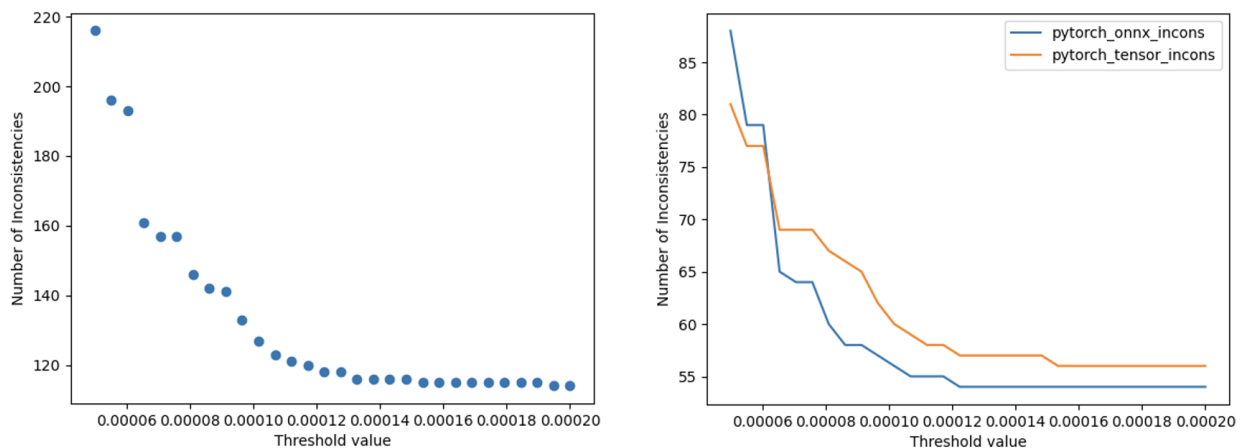 220
200
180
160
140
120
Number of Inconsistencies
0.00006 0.00008 0.00010 0.00012 0.00014 0.00016 0.00018 0.00020
Threshold value
pytorch_onnx_incons
pytorch_tensor_incons
85
80
75
70
65
60
55
Number of Inconsistencies
0.00006 0.00008 0.00010 0.00012 0.00014 0.00016 0.00018 0.00020
Threshold value